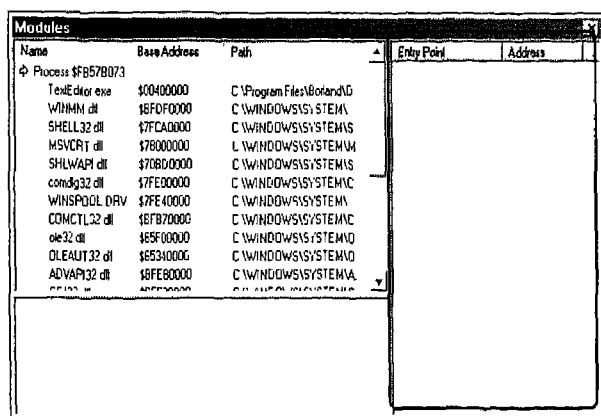 Modules
Name Base Address Path Entry Point Address
Process $FB57B073
TextEditor exe $00400000 C \Program Files\Borland\D
WINMM dll $BFDF0000 C \WINDOWS\SYSTEM\
SHELL32 dll $7FCA0000 C \WINDOWS\SYSTEM\S
MSVCRT dll $78000000 C \WINDOWS\SYSTEM\M
SHLWAPI dll $70BD0000 C \WINDOWS\SYSTEM\S
comdlg32 dll $7FE00000 C \WINDOWS\SYSTEM\C
WINSPOOL DRV $7FE40000 C \WINDOWS\SYSTEM\
COMCTL32 dll $BFB70000 C \WINDOWS\SYSTEM\C
ole32 dll $65F00000 C \WINDOWS\SYSTEM\O
OLEAUT32 dll $65340000 C \WINDOWS\SYSTEM\O
ADVAPI32 dll $BFE80000 C \WINDOWS\SYSTEM\A